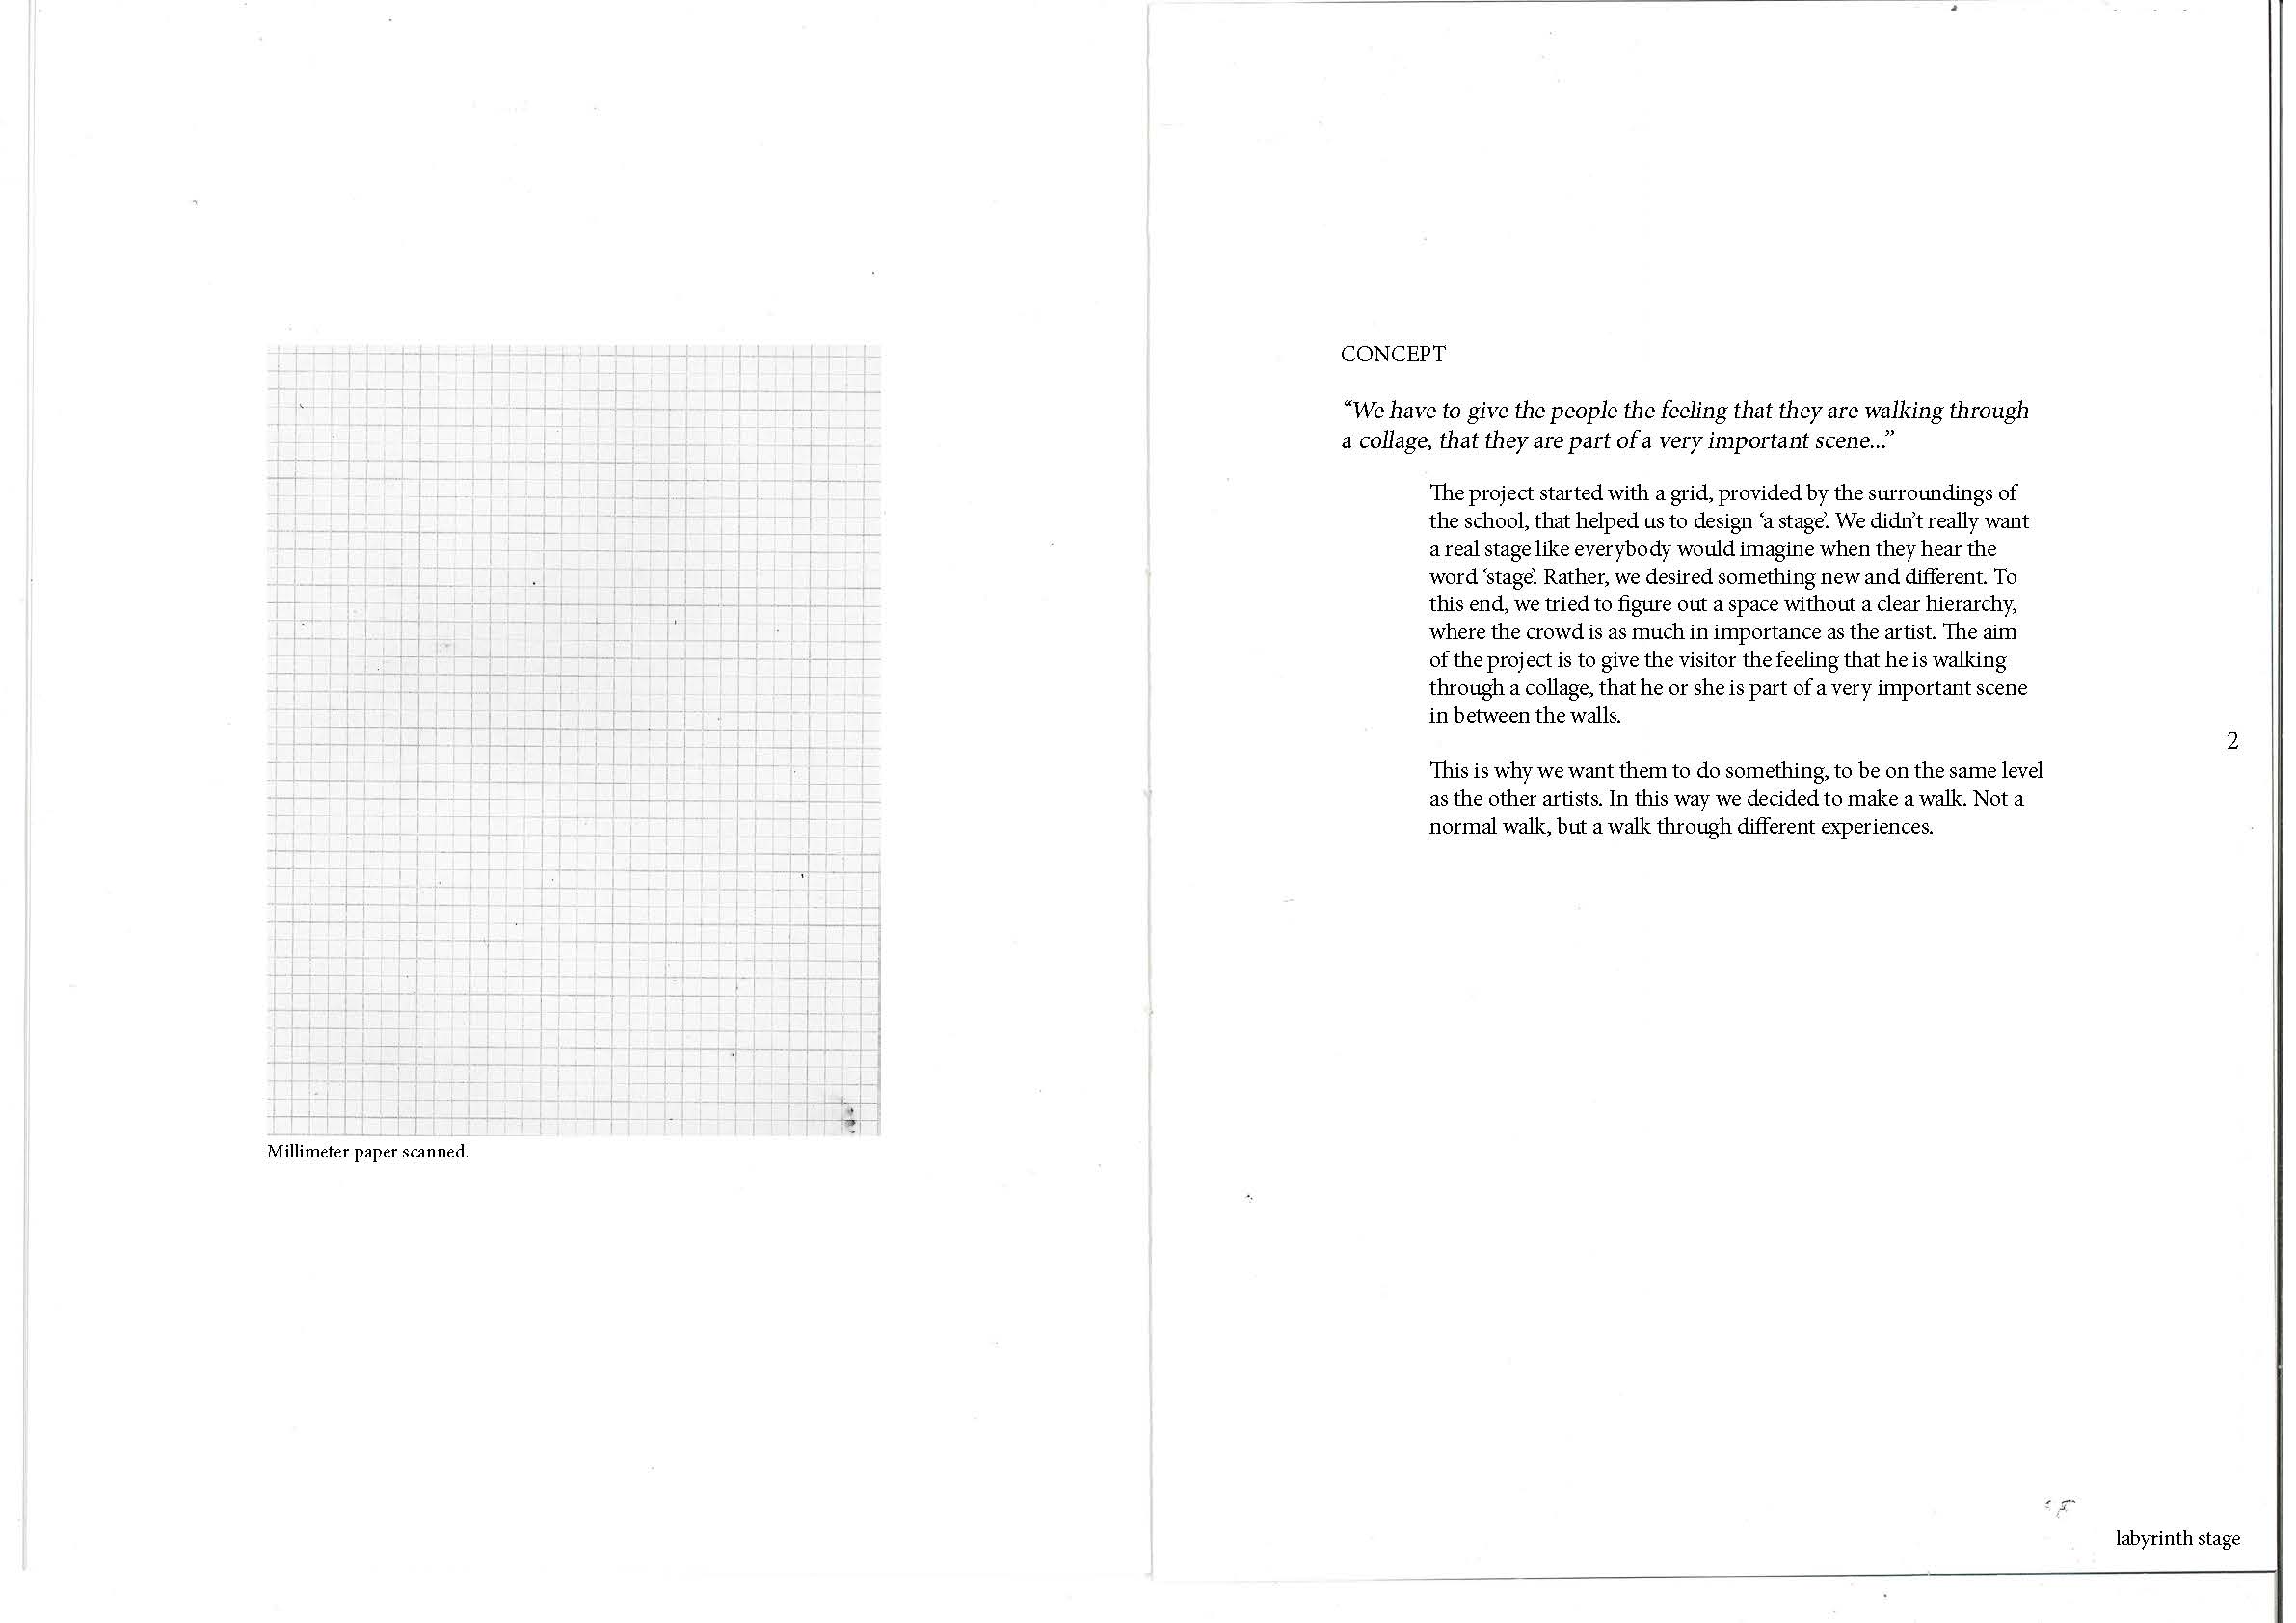 Millimeter paper scanned.
CONCEPT
“We have to give the people the feeling that they are walking through
a collage, that they are part of a very important scene...”
The project started with a grid, provided by the surroundings of
the school, that helped us to design ‘a stage’. We didn’t really want
a real stage like everybody would imagine when they hear the
word ‘stage’. Rather, we desired something new and different. To
this end, we tried to figure out a space without a clear hierarchy,
where the crowd is as much in importance as the artist. The aim
of the project is to give the visitor the feeling that he is walking
through a collage, that he or she is part of a very important scene
in between the walls.
This is why we want them to do something, to be on the same level
as the other artists. In this way we decided to make a walk. Not a
normal walk, but a walk through different experiences.
2
labyrinth stage